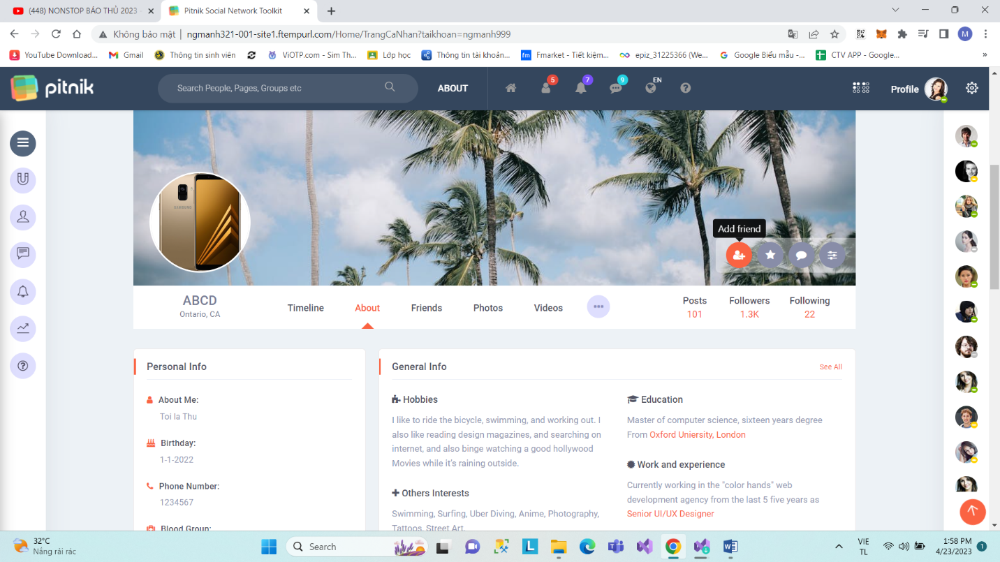 (448) NONSTOP BÁO THỦ 2023 -
Pitnik Social Network Toolkit
Không bảo mật | ngmanh321-001-site1.ftempurl.com/Home/TrangCaNhan?taikhoan=ngmanh999
M
YouTube Download...
Gmail
Thông tin sinh viên
ViOTP.com - Sim Th...
Lớp học
Thông tin tài khoản...
fm Fmarket - Tiết kiệm...
epiz_31225366 (We...
Google Biểu mẫu -...
CTV APP - Google...
»
pitnik
Search People, Pages, Groups etc
ABOUT
5
7
9
EN
Profile
SAMSUNG
Add friend
ABCD
Ontario, CA
Timeline
About
Friends
Photos
Videos
Posts
101
Followers
1.3K
Following
22
Personal Info
About Me:
Toi la Thu
Birthday:
1-1-2022
Phone Number:
1234567
Blood Group:
General Info
See All
Hobbies
I like to ride the bicycle, swimming, and working out. I
also like reading design magazines, and searching on
internet, and also binge watching a good hollywood
Movies while it's raining outside.
Others Interests
Swimming, Surfing, Uber Diving, Anime, Photography,
Tattoos, Street Art.
Education
Master of computer science, sixteen years degree
From Oxford Uniersity, London
Work and experience
Currently working in the "color hands" web
development agency from the last 5 five years as
Senior UI/UX Designer
32°C
Nắng rải rác
Search
L
VIE
TL
1:58 PM
4/23/2023
1